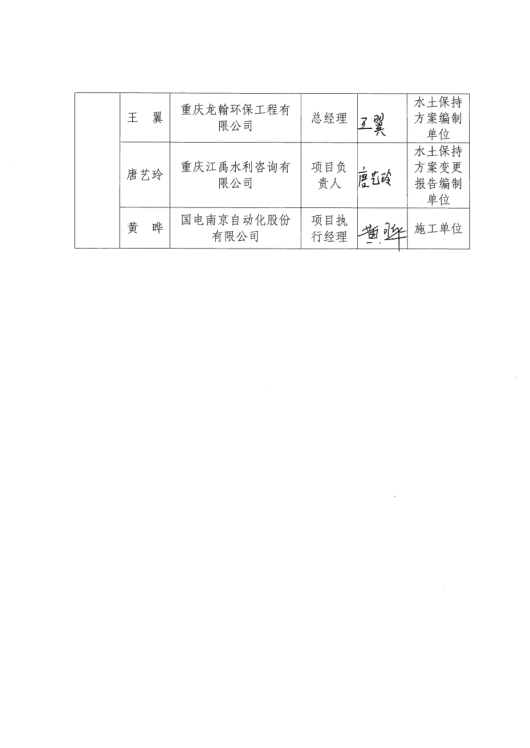 王 翼
重庆龙翰环保工程有
限公司
总经理
王翼
水土保持
方案编制
单位
唐艺玲
重庆江禹水利咨询有
限公司
项目负
责人
唐艺玲
水土保持
方案变更
报告编制
单位
黄 晔
国电南京自动化股份
有限公司
项目执
行经理
黄晔
施工单位